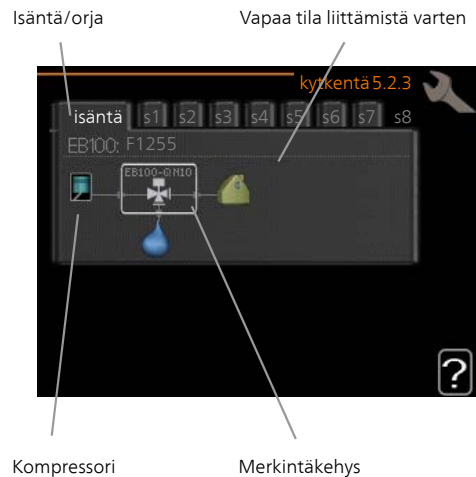 Isäntä/orja Vapaa tila liittämistä varten
kytkentä 5.2.3
isäntä s1 s2 s3 s4 s5 s6 s7 s8
EB100: F1255
EB100-QN10
?
Kompressori Merkintäkehys